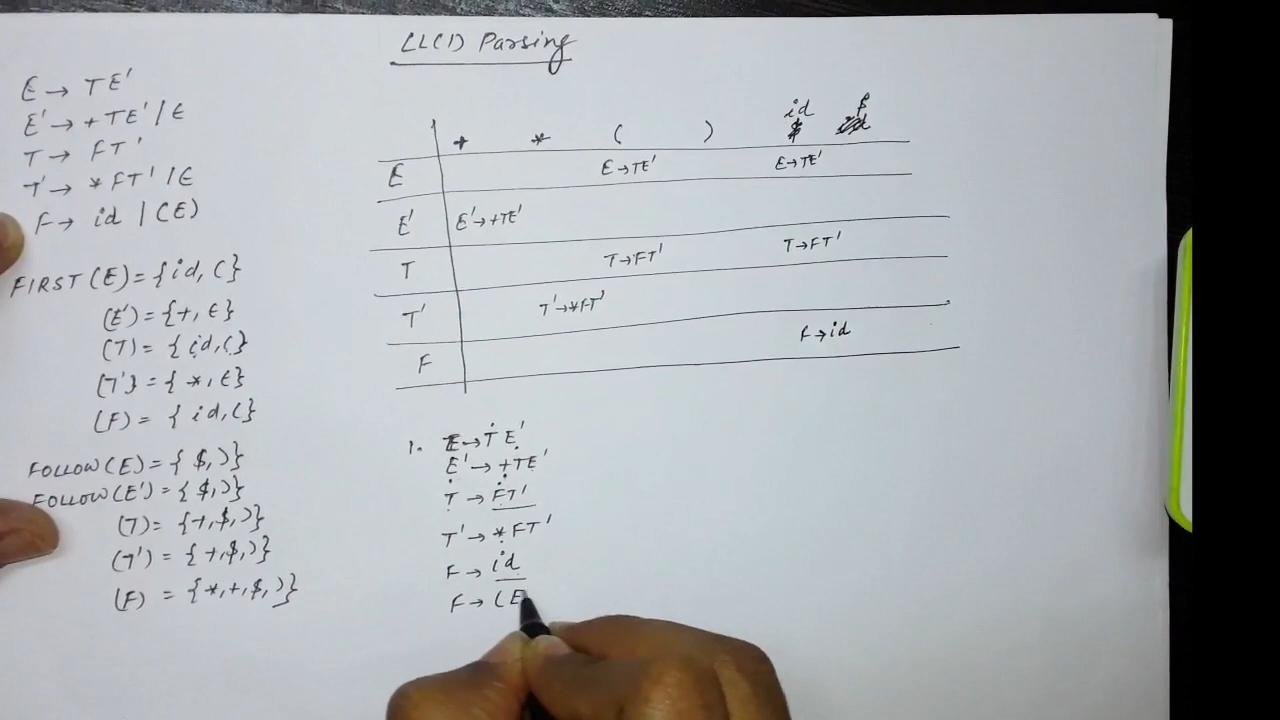 LL(1) Parsing
E → TE'
E' → +TE' / ϵ
T → FT'
T' → *FT' / ϵ
F → id | (E)
FIRST(E) = {id, (}
(E') = {+, ϵ}
(T) = {id, (}
(T') = {*, ϵ}
(F) = {id, (}
FOLLOW(E) = {$, )}
FOLLOW(E') = {$, )}
(T) = {+, $, )}
(T') = {+, $, )}
(F) = {*, +, $, )}
+ * ( ) id $
E E→TE' E→TE'
E' E'→+TE'
T T→FT' T→FT'
T' T'→*FT'
F F→id
1. E→TE'
E' → +TE'
T → FT'
T' → *FT'
F → id
F → (E